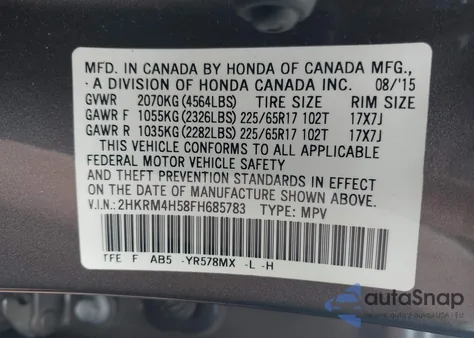 MFD. IN CANADA BY HONDA OF CANADA MFG.,
- A DIVISION OF HONDA CANADA INC. 08/'15
GVWR 2070KG (4564LBS) TIRE SIZE RIM SIZE
GAWR F 1055KG (2326LBS) 225/65R17 102T 17X7J
GAWR R 1035KG (2282LBS) 225/65R17 102T 17X7J
THIS VEHICLE CONFORMS TO ALL APPLICABLE
FEDERAL MOTOR VEHICLE SAFETY
AND THEFT PREVENTION STANDARDS IN EFFECT ON
THE DATE OF MANUFACTURE SHOWN ABOVE.
V.I.N.: 2HKRM4H58FH685783 TYPE: MPV
TFE F AB5 -YR578MX -L -H
autaSnap